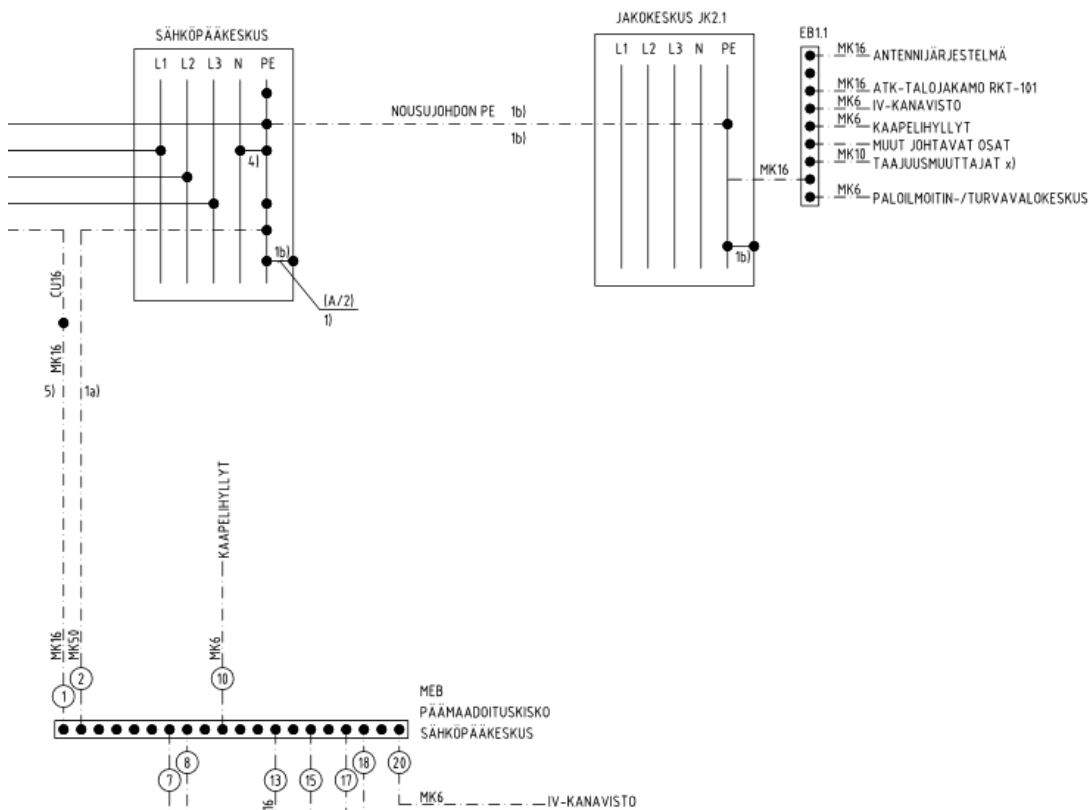 SÄHKÖPÄÄKESKUS
L1 L2 L3 N PE
4)
1b)
(A/2)
1)
NOUSUJOHDON PE 1b)
1b)
JAKOKESKUS JK2.1
L1 L2 L3 N PE
1b)
MK16
EB1.1
MK16 ANTENNIJÄRJESTELMÄ
MK16 ATK-TALOJAKAMO RKT-101
MK6 IV-KANAVISTO
MK6 KAAPELIHYLLYT
MUUT JOHTAVAT OSAT
MK10 TAAJUUSMUUTTAJAT x)
MK6 PALOILMOITIN-/TURVAVALOKESKUS
CU16
MK16
5)
1a)
KAAPELIHYLLYT
MK16
MK50
MK6
1
2
10
MEB
PÄÄMAADOITUSKISKO
SÄHKÖPÄÄKESKUS
7
8
13
15
17
18
20
16
MK6 IV-KANAVISTO